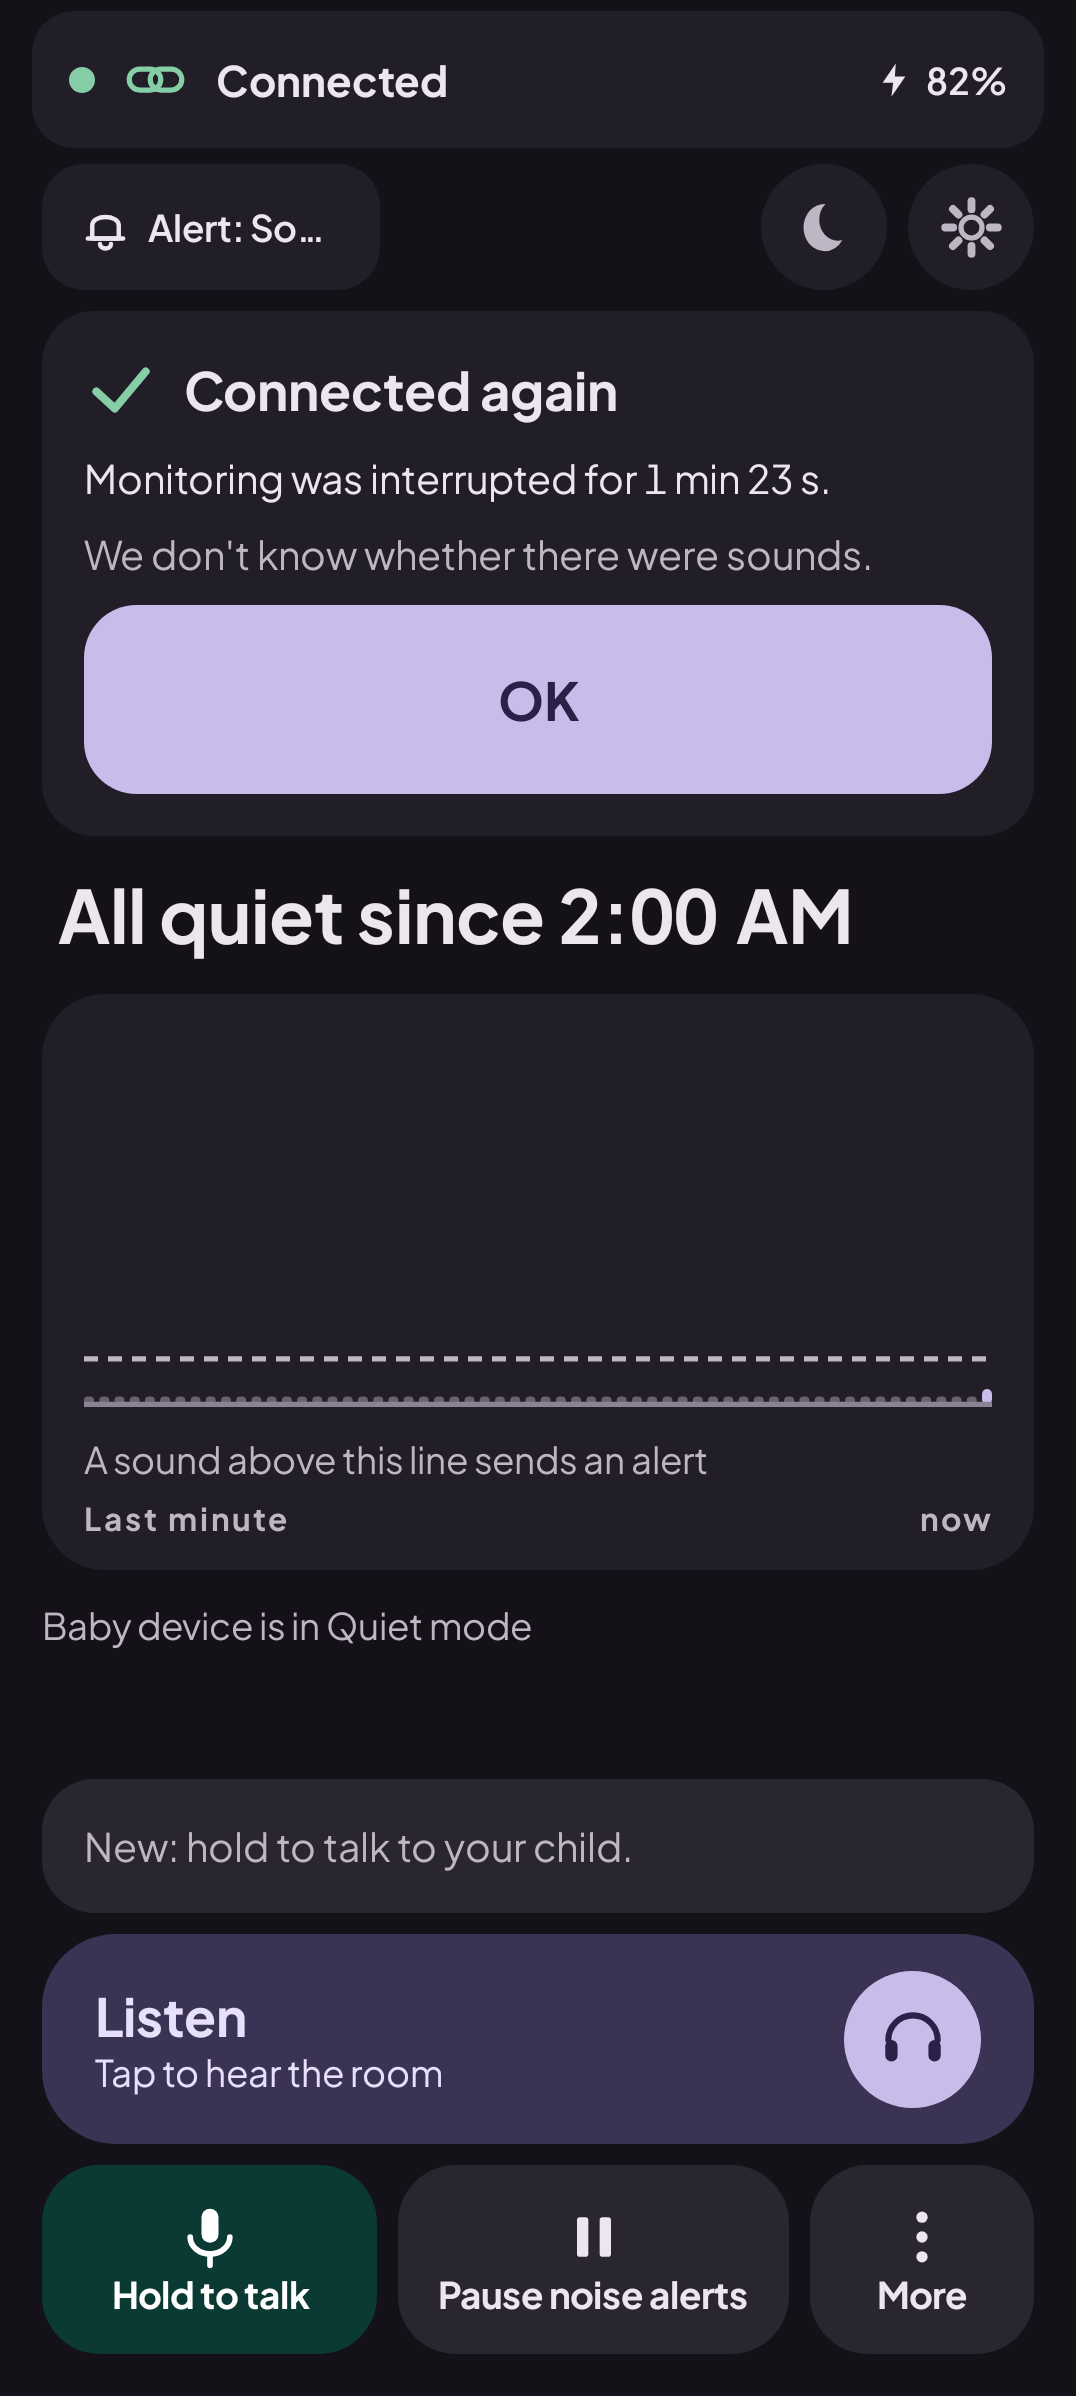 Connected
82%
Alert: So...
Connected again
Monitoring was interrupted for 1 min 23 s.
We don't know whether there were sounds.
OK
All quiet since 2:00 AM
A sound above this line sends an alert
Last minute
now
Baby device is in Quiet mode
New: hold to talk to your child.
Listen
Tap to hear the room
Hold to talk
Pause noise alerts
More